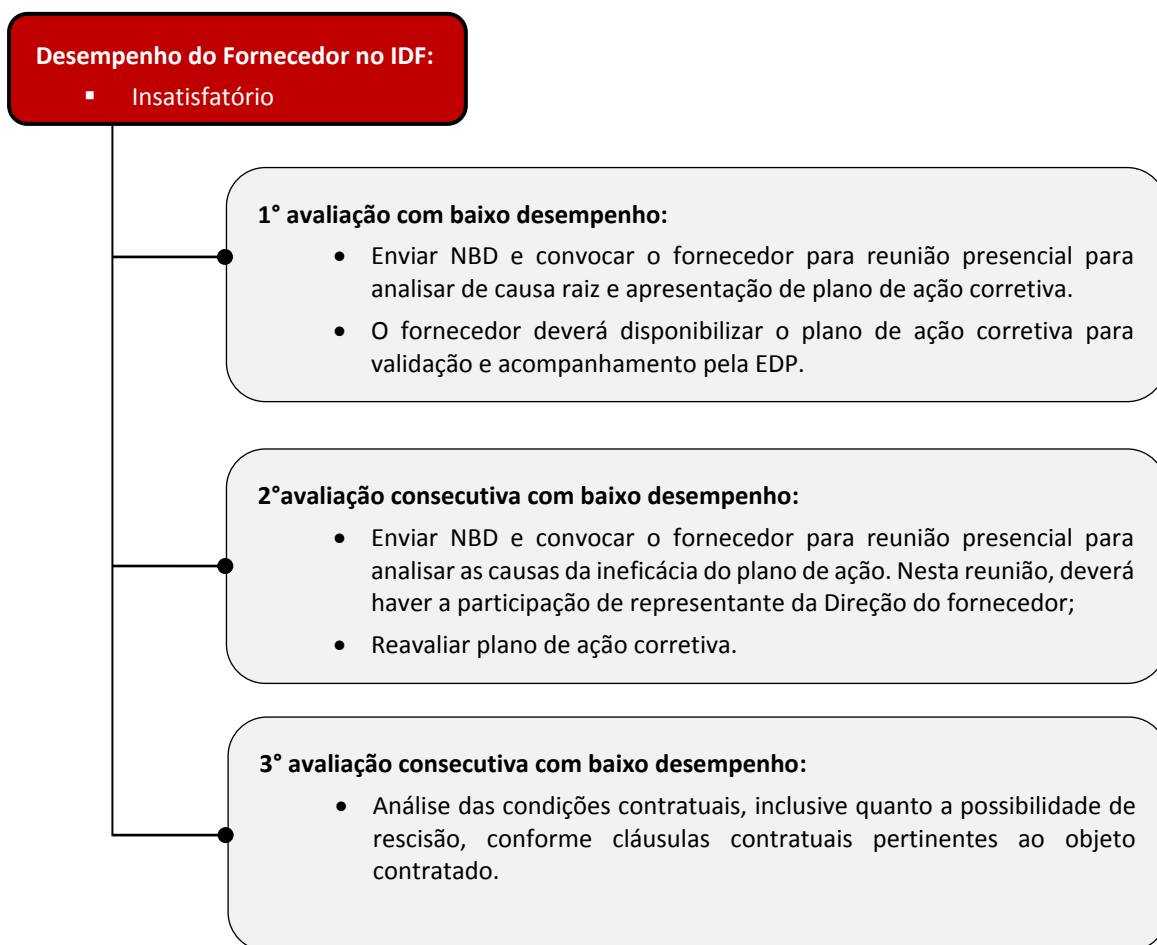 Desempenho do Fornecedor no IDF:
▪ Insatisfatório
1° avaliação com baixo desempenho:
• Enviar NBD e convocar o fornecedor para reunião presencial para
analisar de causa raiz e apresentação de plano de ação corretiva.
• O fornecedor deverá disponibilizar o plano de ação corretiva para
validação e acompanhamento pela EDP.
2°avaliação consecutiva com baixo desempenho:
• Enviar NBD e convocar o fornecedor para reunião presencial para
analisar as causas da ineficácia do plano de ação. Nesta reunião, deverá
haver a participação de representante da Direção do fornecedor;
• Reavaliar plano de ação corretiva.
3° avaliação consecutiva com baixo desempenho:
• Análise das condições contratuais, inclusive quanto a possibilidade de
rescisão, conforme cláusulas contratuais pertinentes ao objeto
contratado.